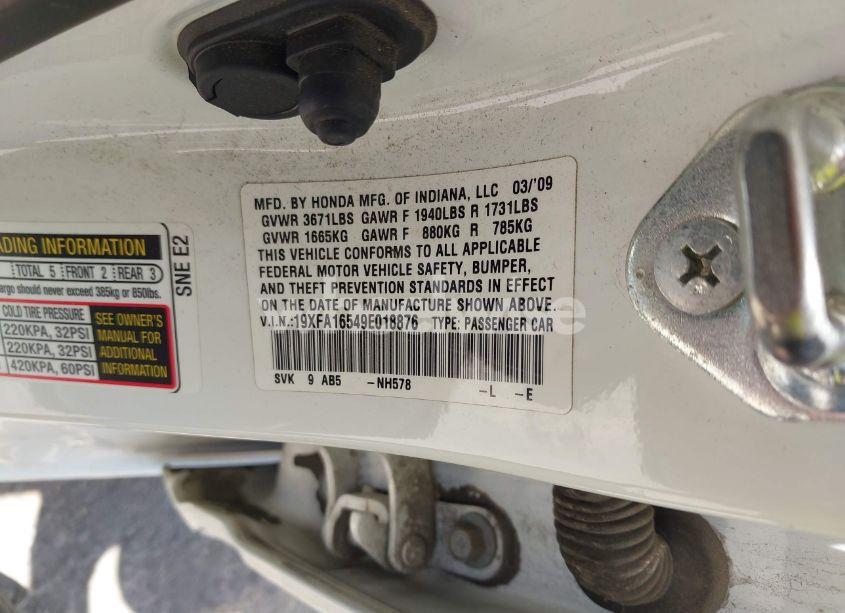 MFD. BY HONDA MFG. OF INDIANA, LLC 03/'09
GVWR 3671LBS GAWR F 1940LBS R 1731LBS
GVWR 1665KG GAWR F 880KG R 785KG
THIS VEHICLE CONFORMS TO ALL APPLICABLE
FEDERAL MOTOR VEHICLE SAFETY, BUMPER,
AND THEFT PREVENTION STANDARDS IN EFFECT
ON THE DATE OF MANUFACTURE SHOWN ABOVE.
V.I.N.:19XFA16549E018876 TYPE: PASSENGER CAR
SVK 9 AB5 -NH578 -L -E
ADING INFORMATION
TOTAL 5 FRONT 2 REAR 3
argo should never exceed 385kg or 850lbs.
COLD TIRE PRESSURE
220KPA, 32PSI
220KPA, 32PSI
420KPA, 60PSI
SEE OWNER'S
MANUAL FOR
ADDITIONAL
INFORMATION
SNE E2